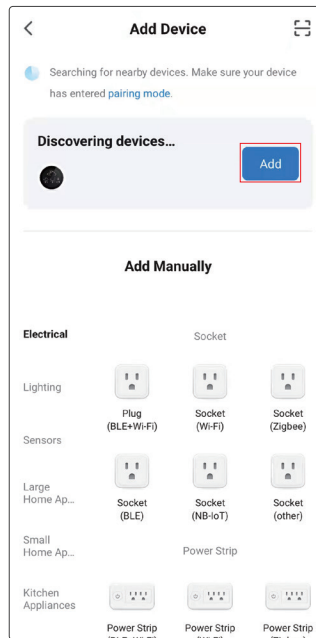 Add Device
Searching for nearby devices. Make sure your device
has entered pairing mode.
Discovering devices...
Add
Add Manually
Electrical
Socket
Lighting
Plug
(BLE+Wi-Fi)
Socket
(Wi-Fi)
Socket
(Zigbee)
Sensors
Large
Home Ap...
Socket
(BLE)
Socket
(NB-IoT)
Socket
(other)
Small
Home Ap...
Power Strip
Kitchen
Appliances
Power Strip
Power Strip
Power Strip